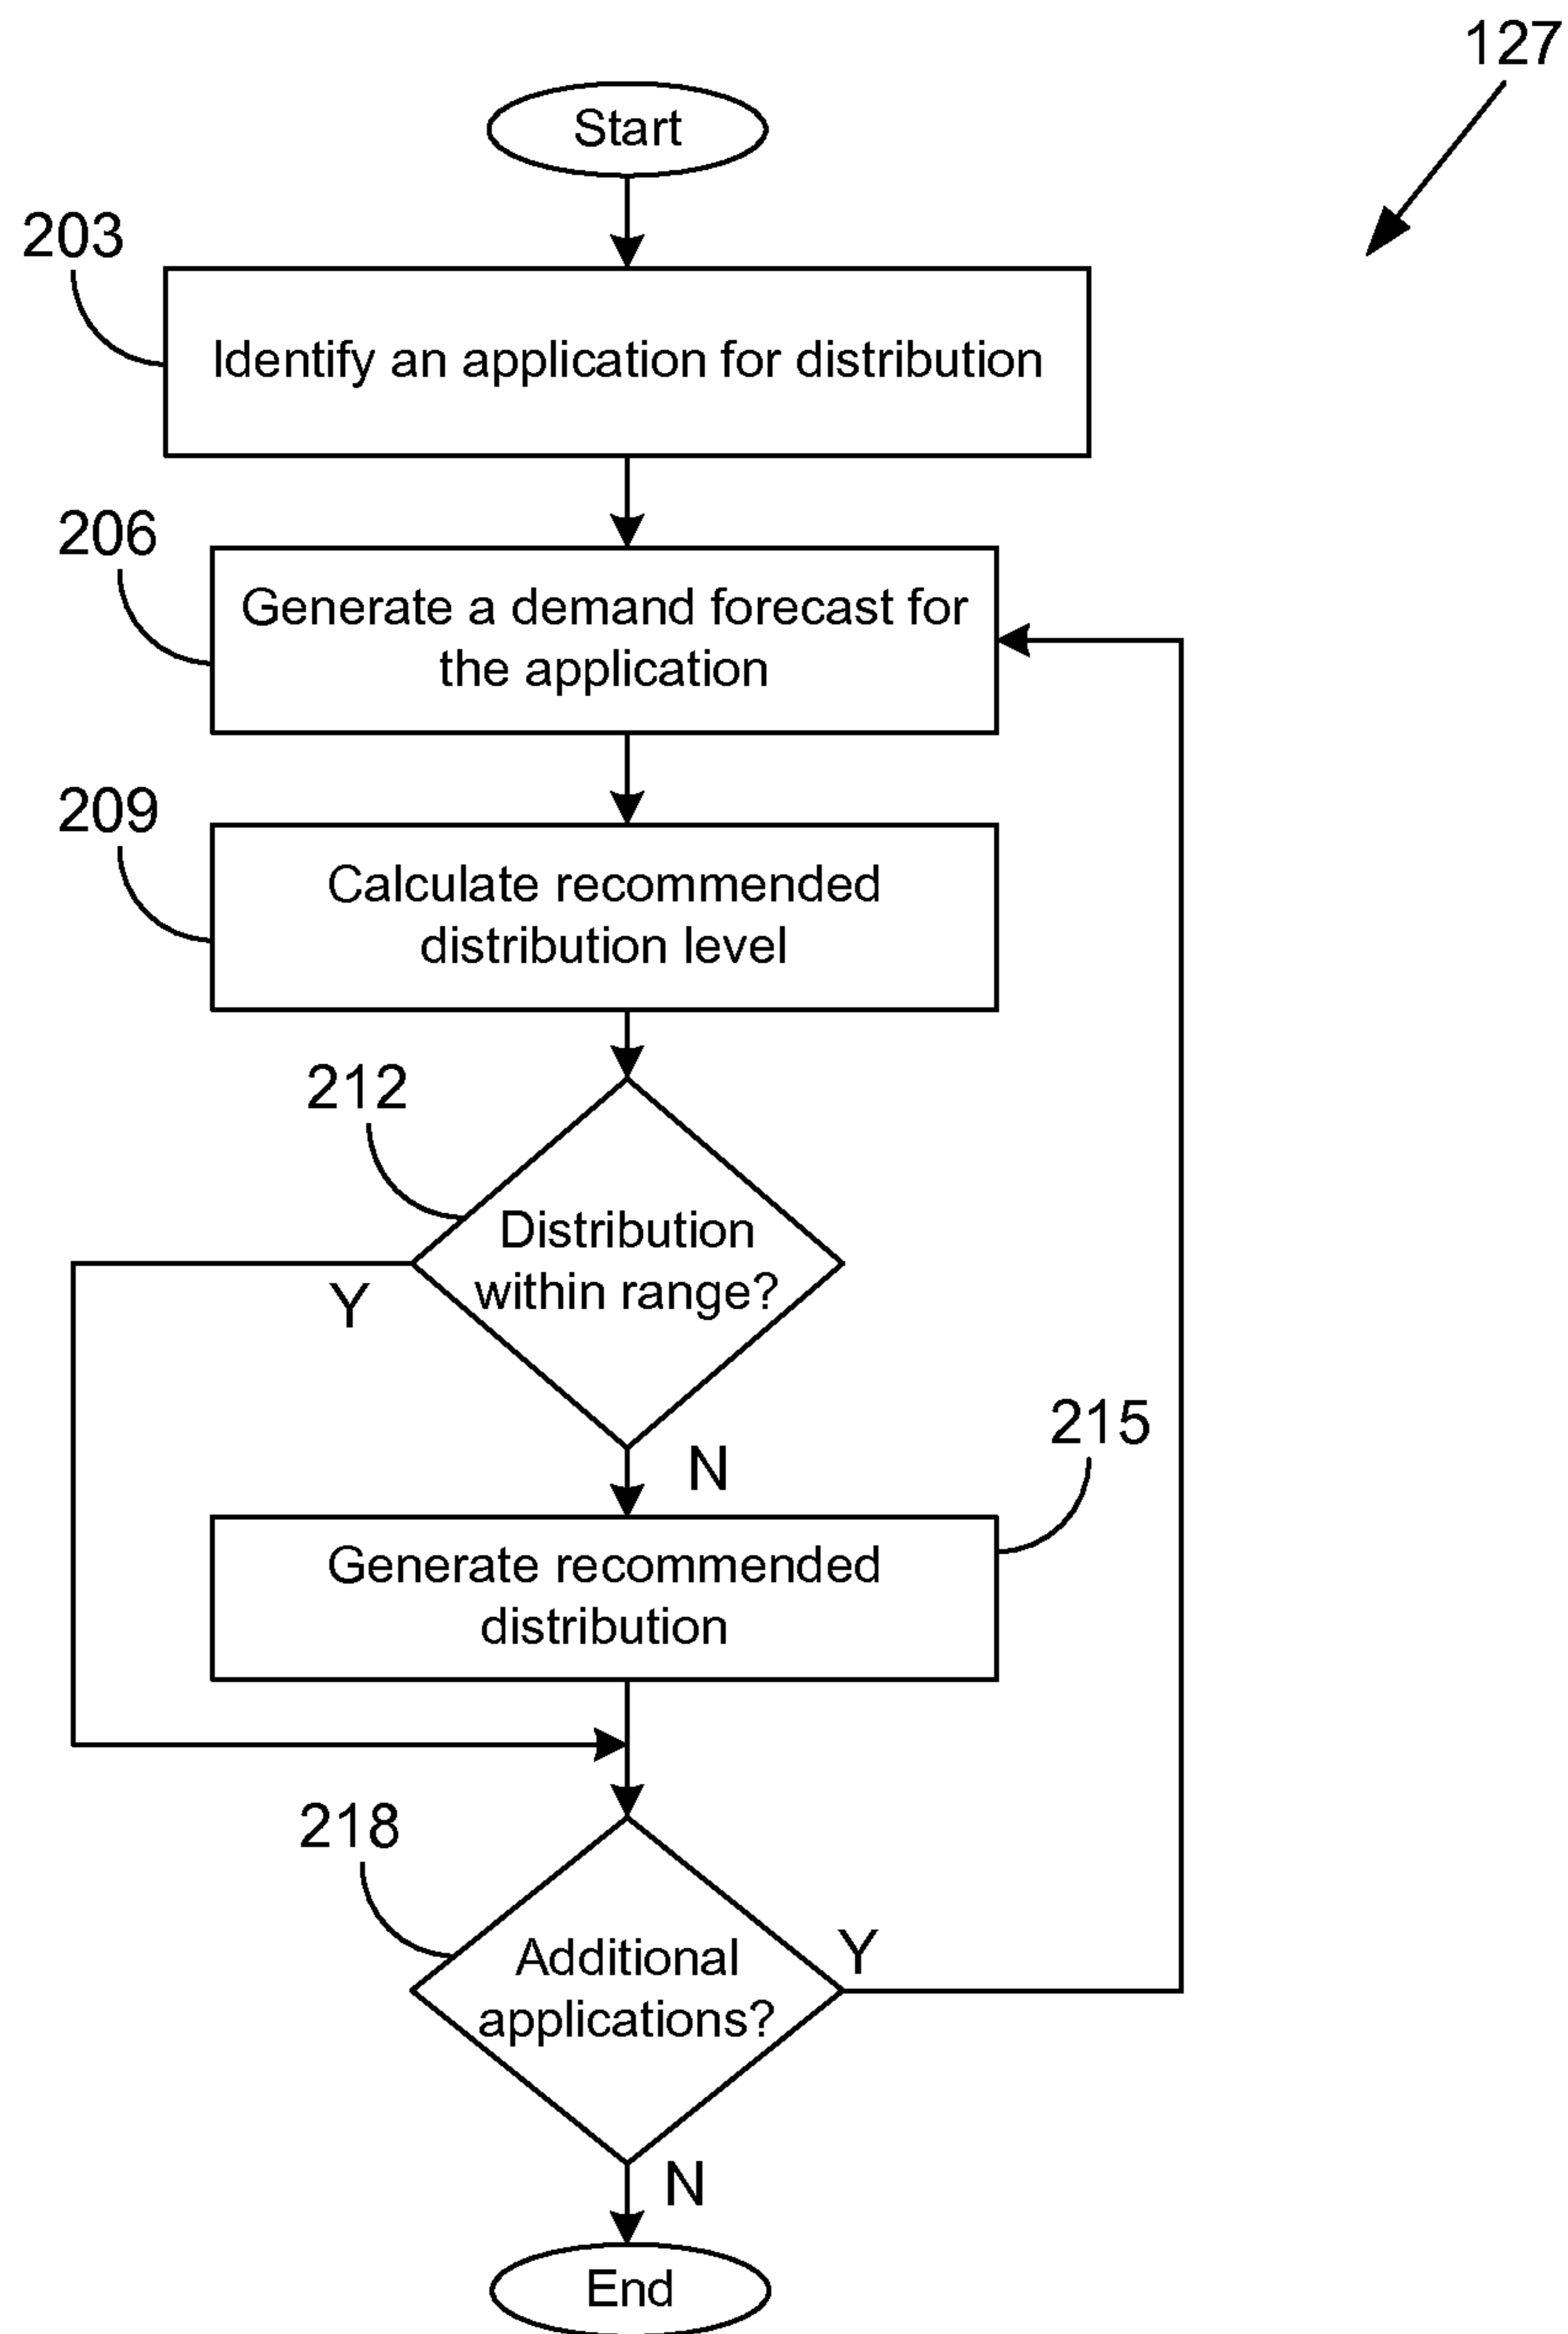 127
Start
203
Identify an application for distribution
206
Generate a demand forecast for
the application
209
Calculate recommended
distribution level
212
Distribution
within range?
Y
N
215
Generate recommended
distribution
218
Additional
applications?
Y
N
End